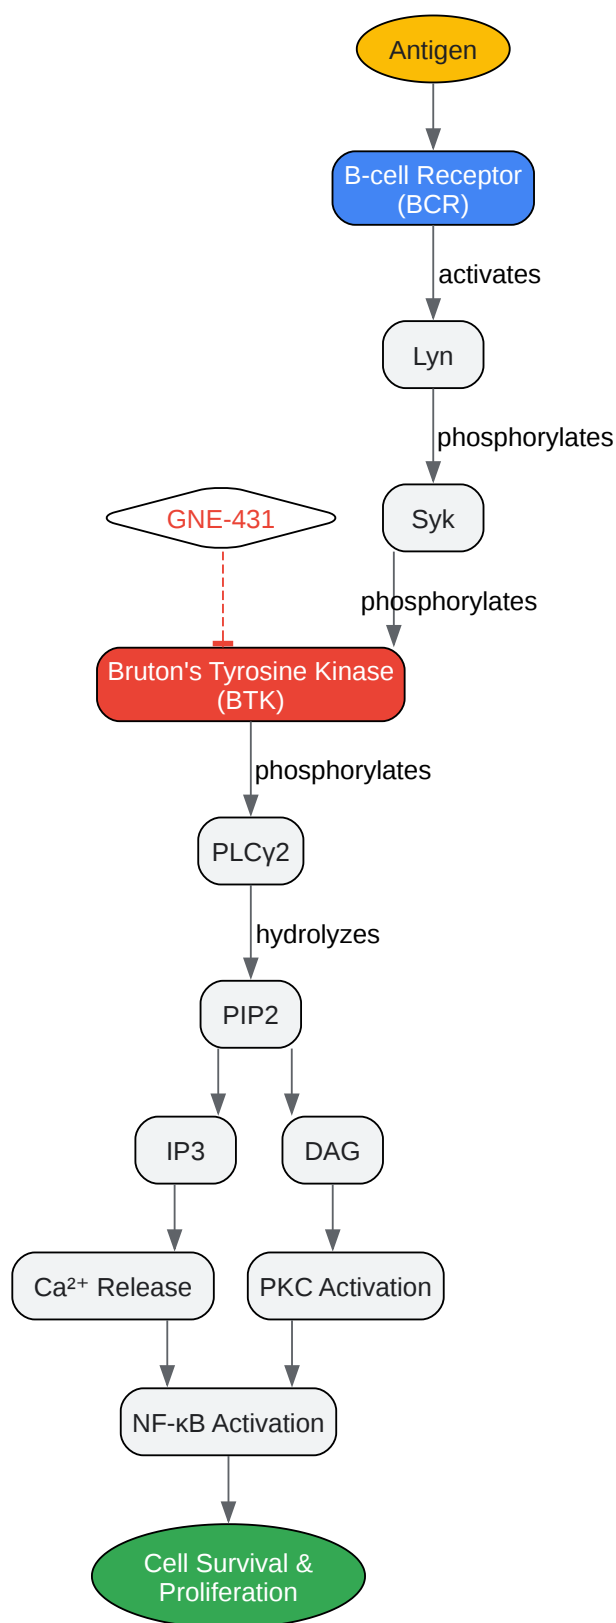 Antigen
B-cell Receptor
(BCR)
activates
Lyn
phosphorylates
GNE-431
Syk
phosphorylates
Bruton's Tyrosine Kinase
(BTK)
phosphorylates
PLCγ2
hydrolyzes
PIP2
IP3
DAG
Ca²⁺ Release
PKC Activation
NF-κB Activation
Cell Survival &
Proliferation